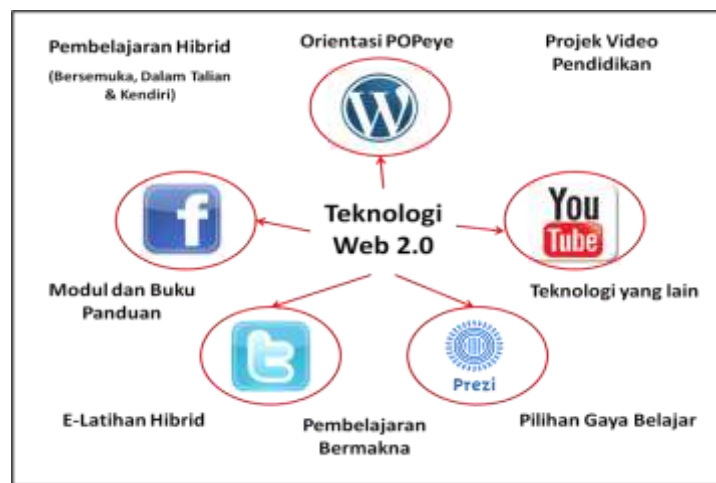 Pembelajaran Hibrid
(Bersemuka, Dalam Talian
& Kendiri)
Orientasi POPeye
Projek Video
Pendidikan
W
f
Teknologi
Web 2.0
You
Tube
Modul dan Buku
Panduan
Teknologi yang lain
t
Prezi
E-Latihan Hibrid
Pembelajaran
Bermakna
Pilihan Gaya Belajar